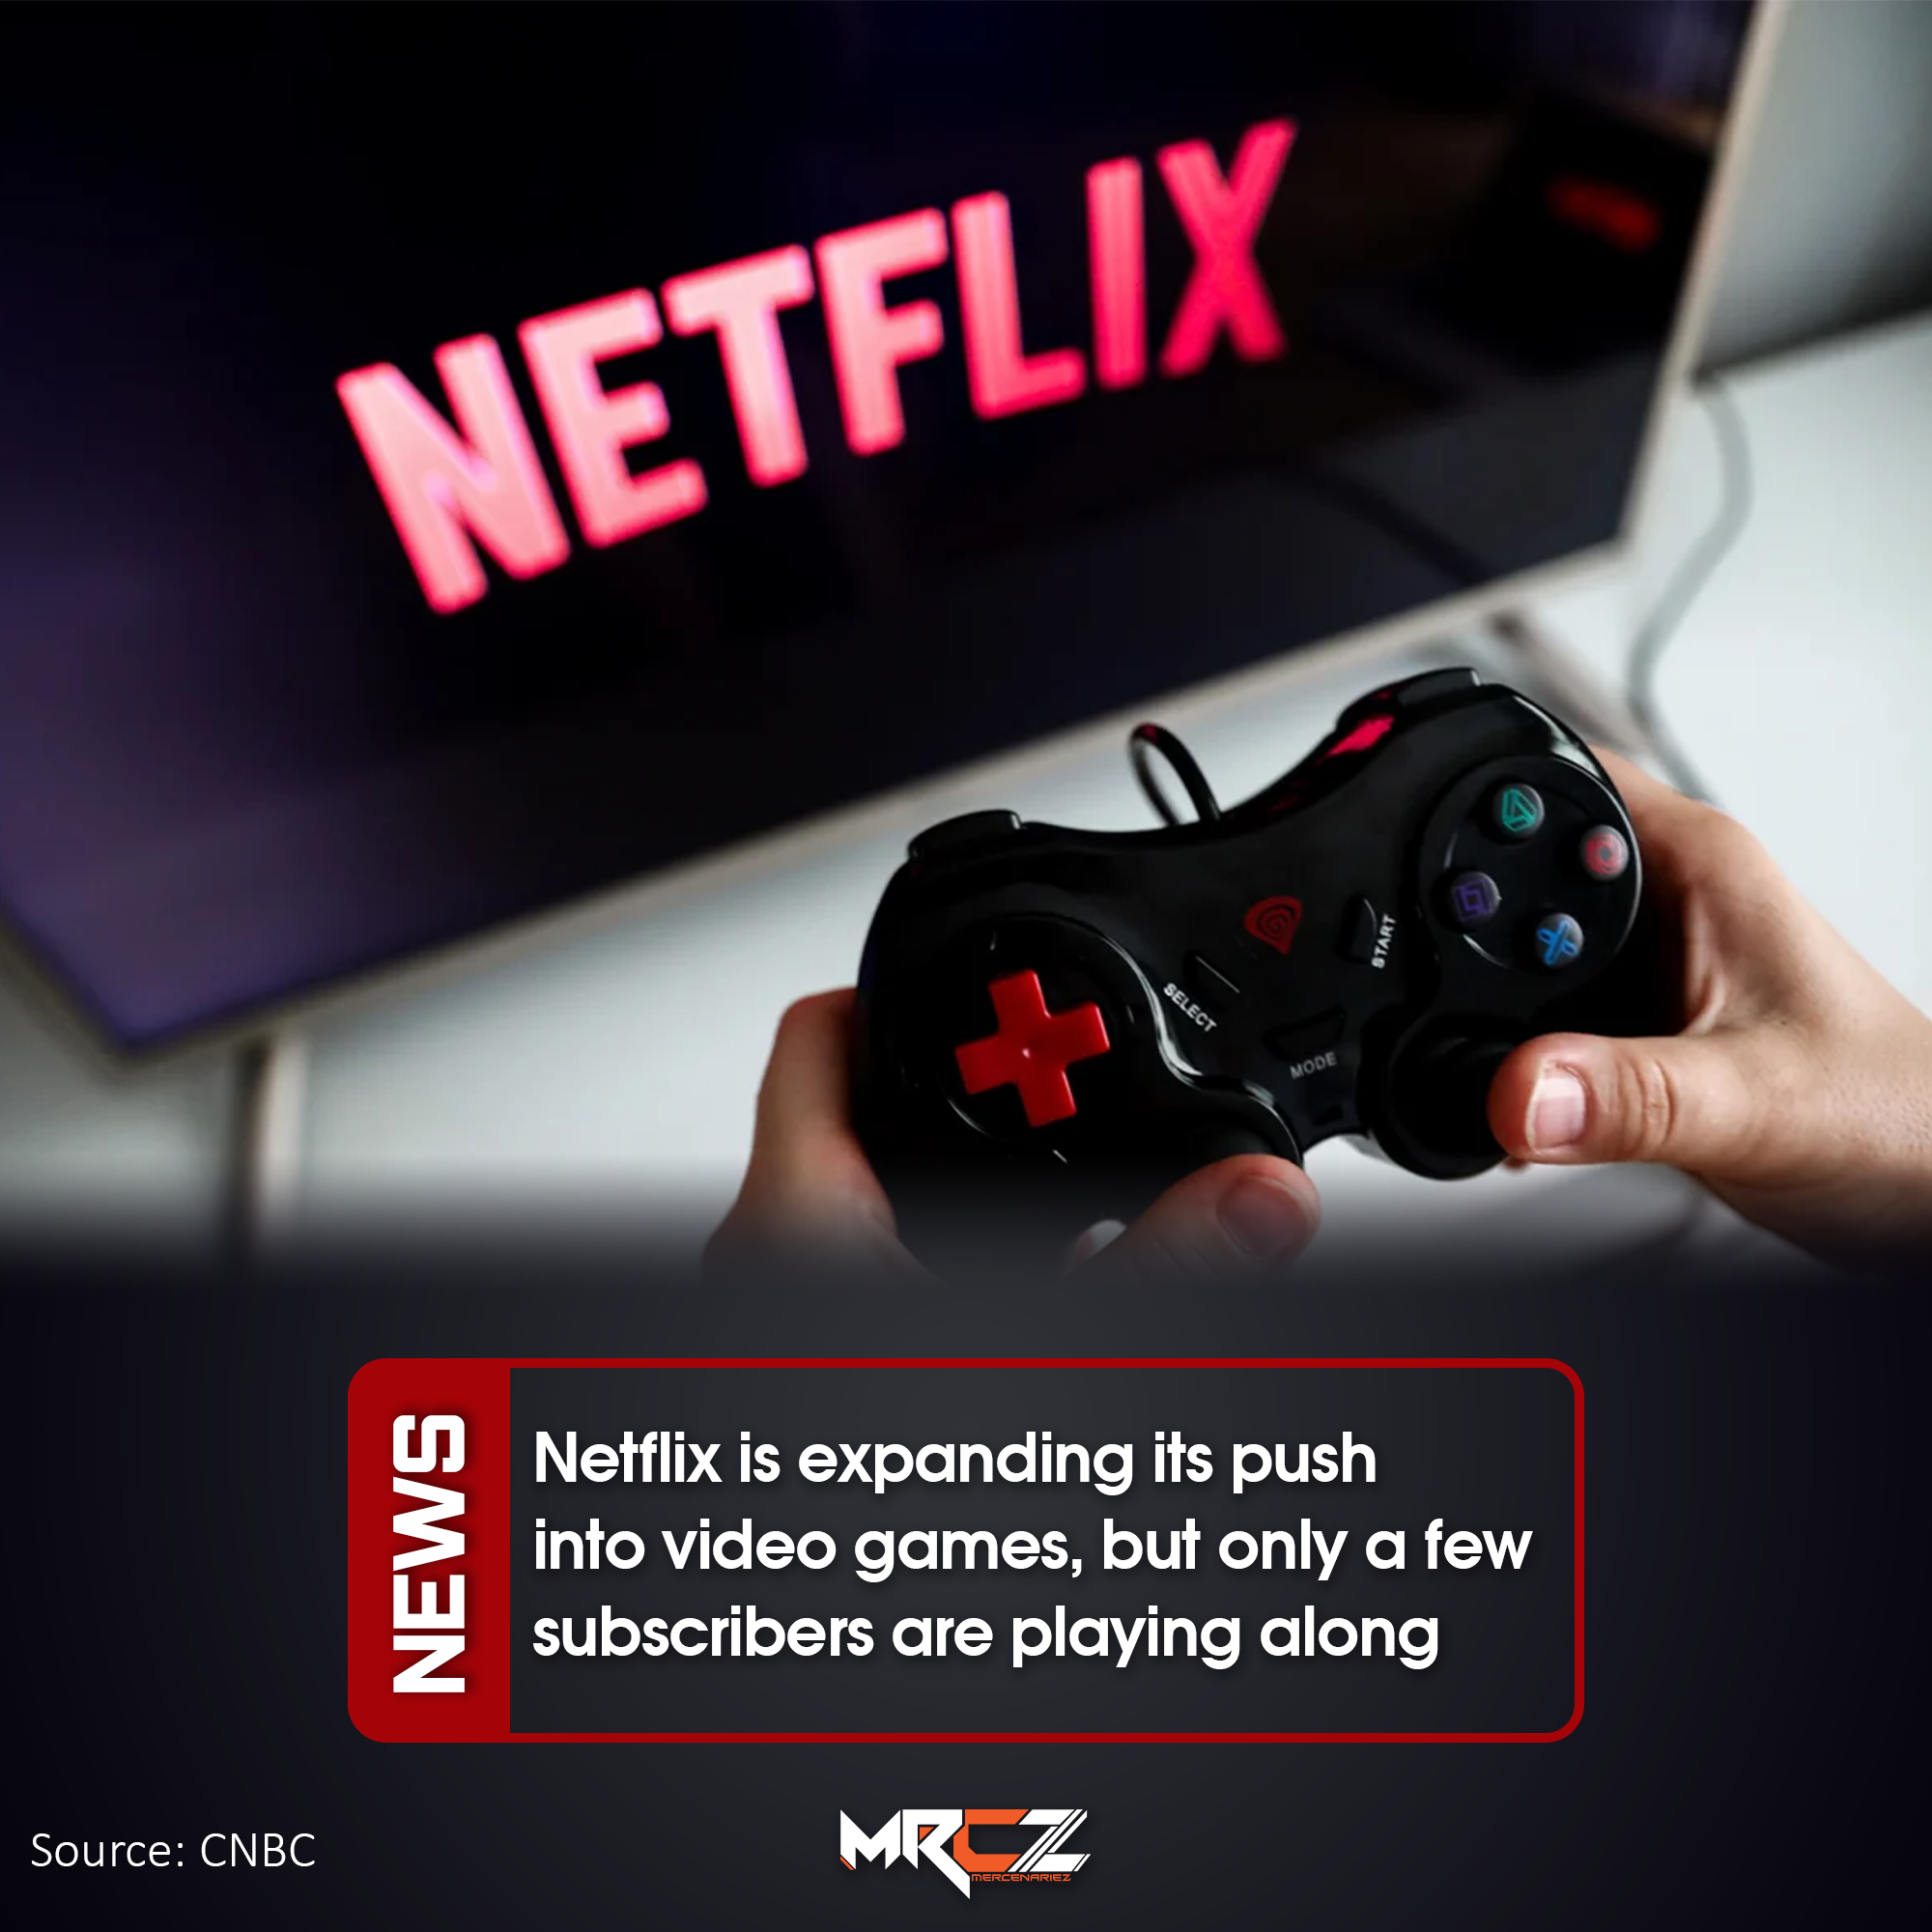 NETFLIX
SELECT
START
MODE
NEWS
Netflix is expanding its push
into video games, but only a few
subscribers are playing along
Source: CNBC
MRCZ
MERCENARIEZ